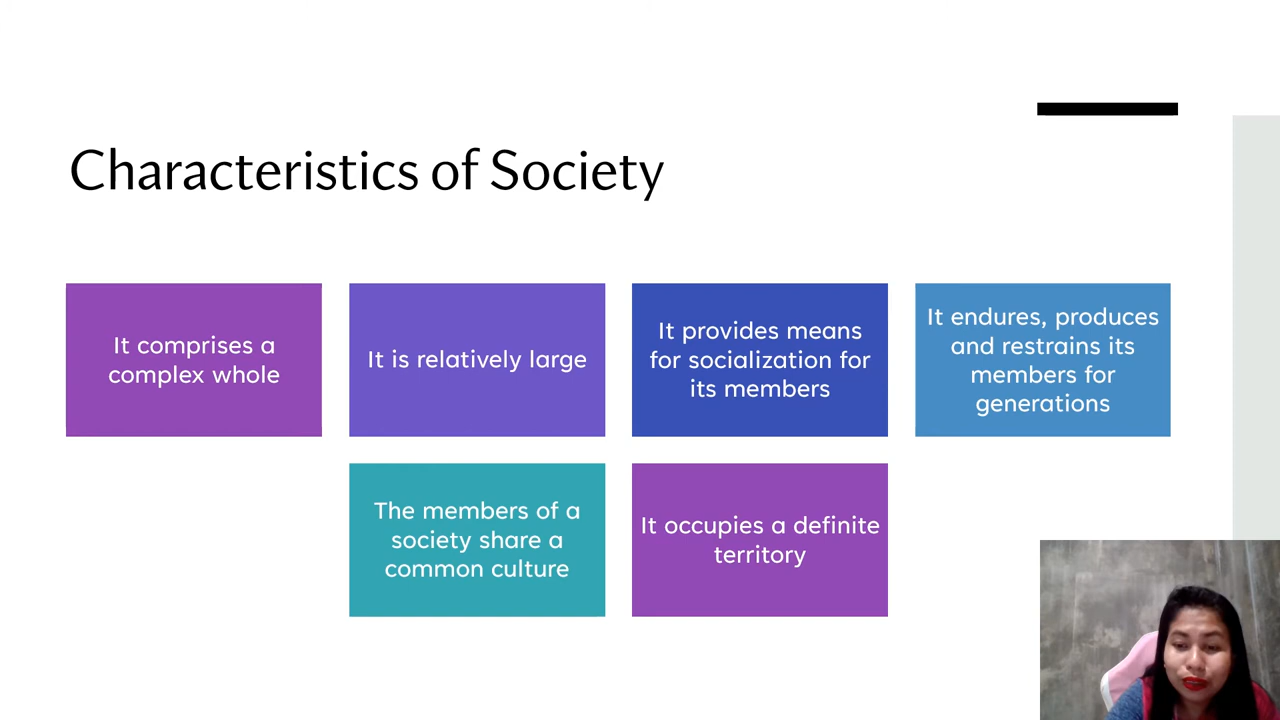 Characteristics of Society
It comprises a
complex whole
It is relatively large
It provides means
for socialization for
its members
It endures, produces
and restrains its
members for
generations
The members of a
society share a
common culture
It occupies a definite
territory